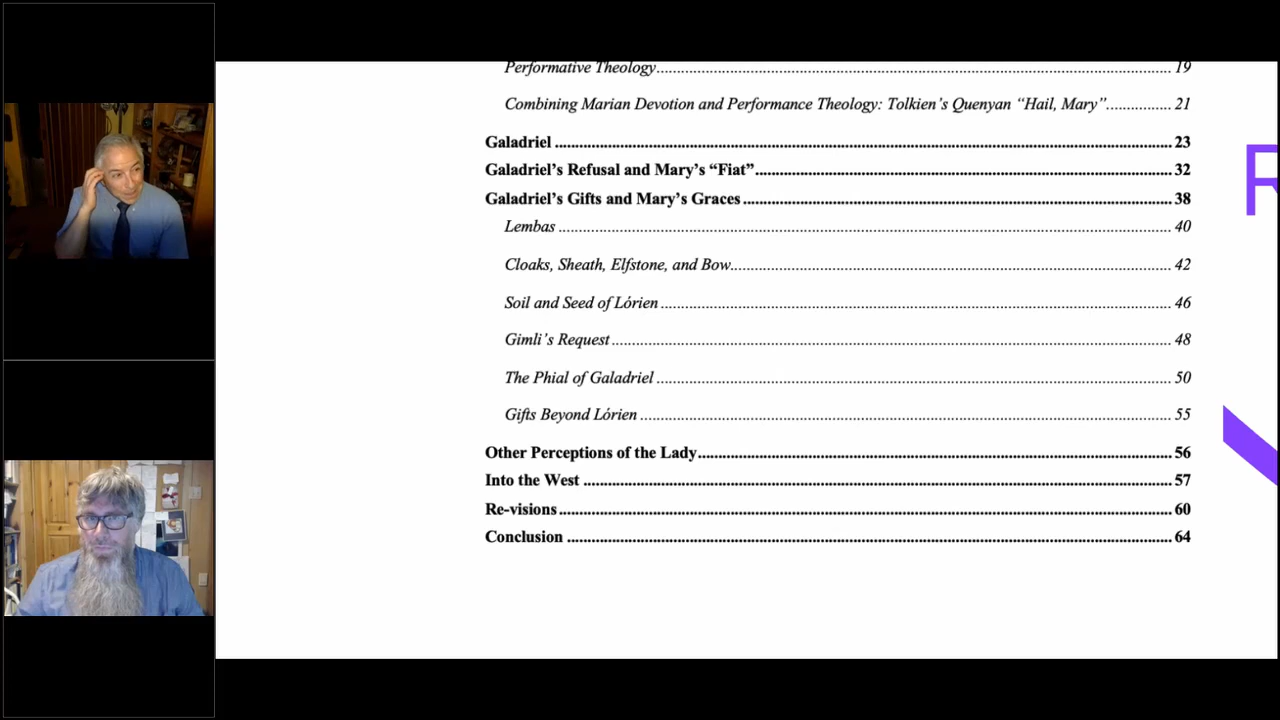 Performative Theology........ 19
Combining Marian Devotion and Performance Theology: Tolkien's Quenyan “Hail, Mary”........ 21
Galadriel ........ 23
Galadriel's Refusal and Mary's “Fiat”........ 32
Galadriel's Gifts and Mary's Graces ........ 38
Lembas ........ 40
Cloaks, Sheath, Elfstone, and Bow........ 42
Soil and Seed of Lórien ........ 46
Gimli's Request ........ 48
The Phial of Galadriel ........ 50
Gifts Beyond Lórien ........ 55
Other Perceptions of the Lady........ 56
Into the West ........ 57
Re-visions ........ 60
Conclusion ........ 64